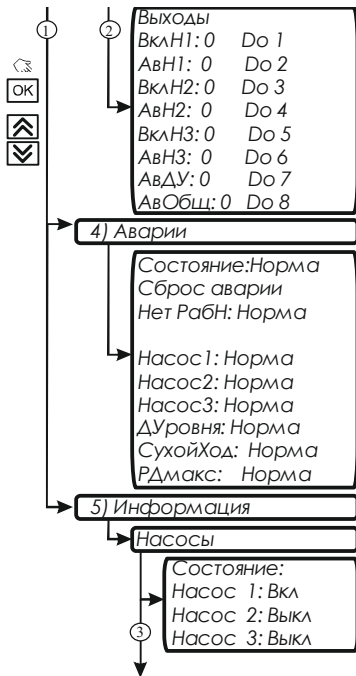 1
2
OK
Выходы
ВклН1: 0 Do 1
АвН1: 0 Do 2
ВклН2: 0 Do 3
АвН2: 0 Do 4
ВклН3: 0 Do 5
АвН3: 0 Do 6
АвДУ: 0 Do 7
АвОбщ: 0 Do 8
4) Аварии
Состояние:Норма
Сброс аварии
Нет РабН: Норма
Насос1: Норма
Насос2: Норма
Насос3: Норма
ДУровня: Норма
СухойХод: Норма
РДмакс: Норма
5) Информация
Насосы
Состояние:
Насос 1: Вкл
Насос 2: Выкл
Насос 3: Выкл
3